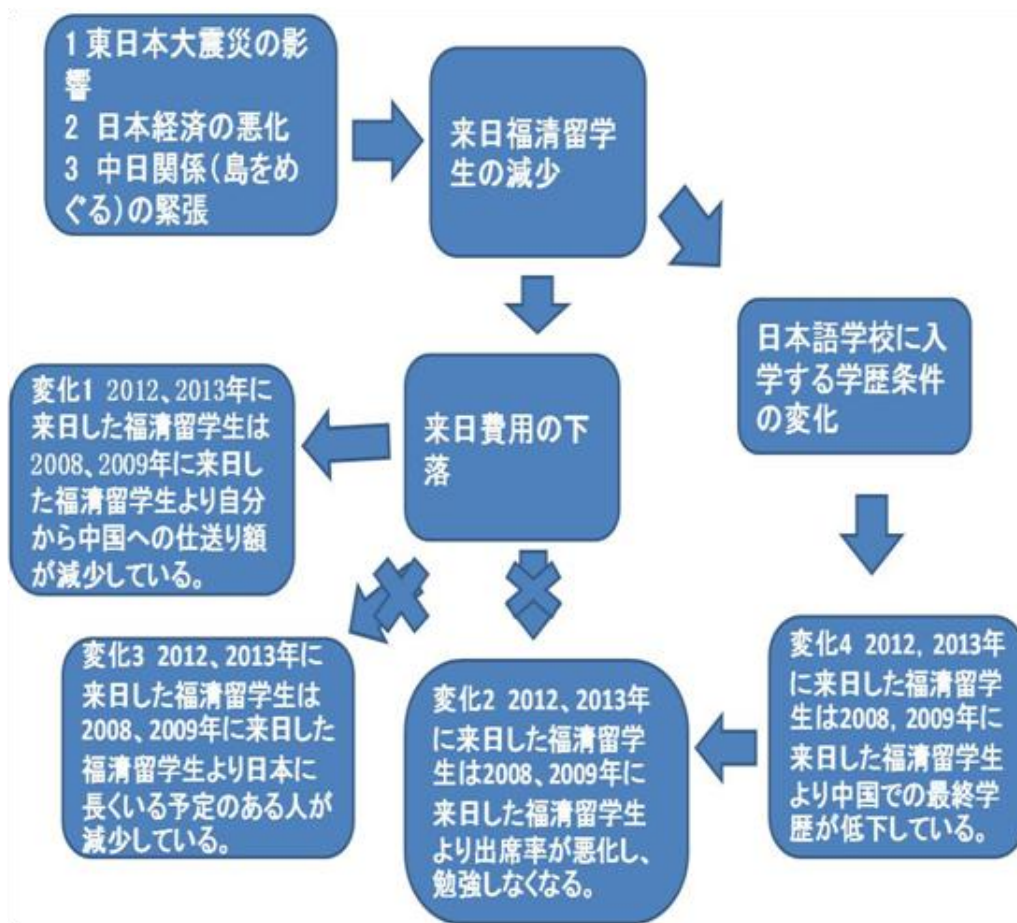 1 東日本大震災の影
響
2 日本経済の悪化
3 中日関係(島をめ
ぐる)の緊張
来日福清留学
生の減少
日本語学校に入
学する学歴条件
の変化
来日費用の下
落
変化1 2012、2013年に
来日した福清留学生は
2008、2009年に来日し
た福清留学生より自分
から中国への仕送り額
が減少している。
変化3 2012、2013年に
来日した福清留学生は
2008、2009年に来日した
福清留学生より日本に
長くいる予定のある人が
減少している。
変化2 2012、2013年
に来日した福清留学
生は2008、2009年に
来日した福清留学生
より出席率が悪化し、
勉強しなくなる。
変化4 2012, 2013年
に来日した福清留学
生は2008, 2009年に
来日した福清留学生
より中国での最終学
歴が低下している。